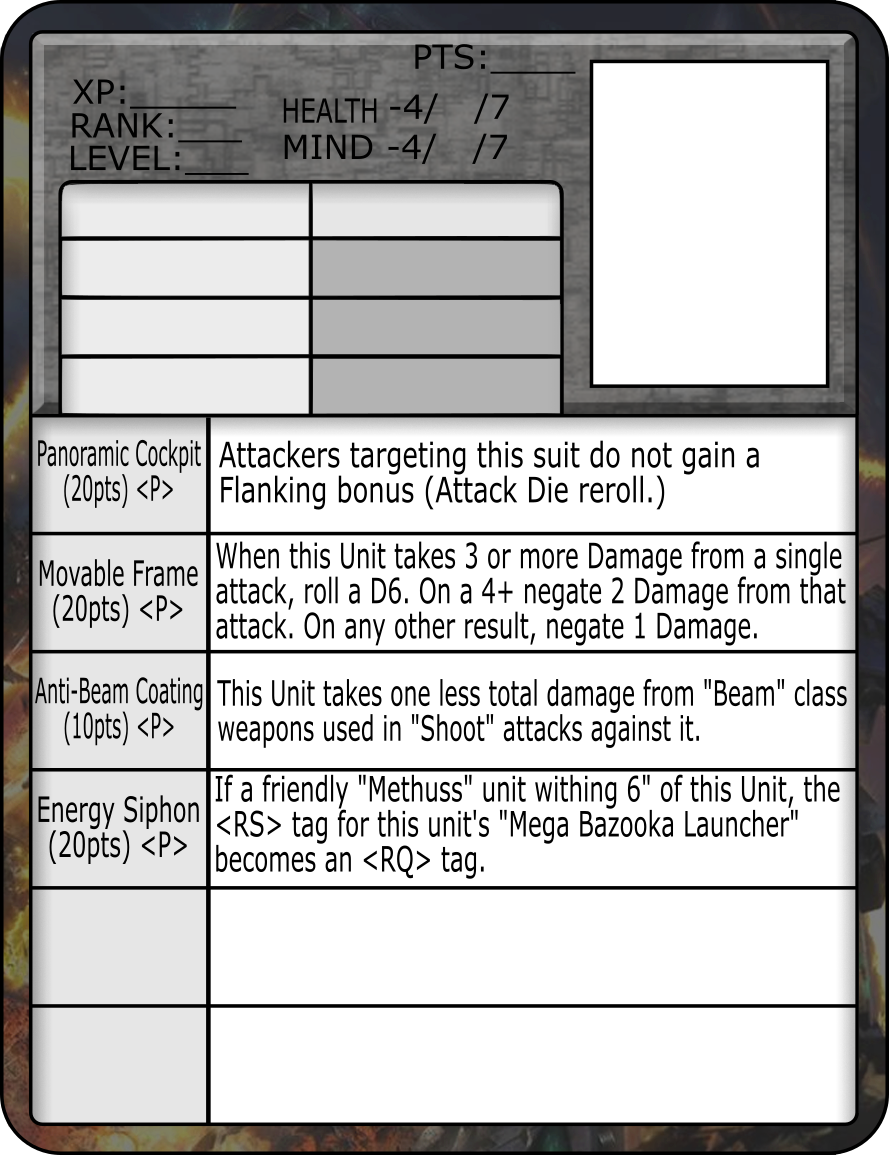 PTS:_____
XP:______
RANK:___
LEVEL:___
HEALTH -4/ /7
MIND -4/ /7
Panoramic Cockpit
(20pts) <P>
Attackers targeting this suit do not gain a
Flanking bonus (Attack Die reroll.)
Movable Frame
(20pts) <P>
When this Unit takes 3 or more Damage from a single
attack, roll a D6. On a 4+ negate 2 Damage from that
attack. On any other result, negate 1 Damage.
Anti-Beam Coating
(10pts) <P>
This Unit takes one less total damage from "Beam" class
weapons used in "Shoot" attacks against it.
Energy Siphon
(20pts) <P>
If a friendly "Methuss" unit withing 6" of this Unit, the
<RS> tag for this unit's "Mega Bazooka Launcher"
becomes an <RQ> tag.